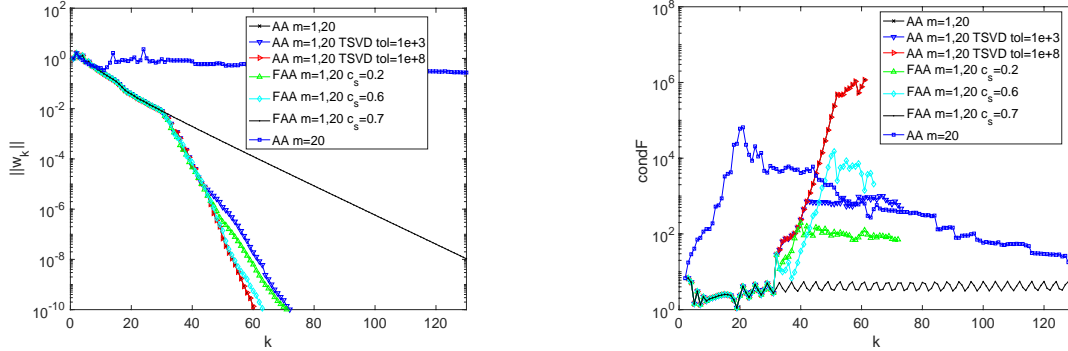 ||w_k||
10^0
10^-2
10^-4
10^-6
10^-8
10^-10
0
20
40
60
80
100
120
k
AA m=1,20
AA m=1,20 TSVD tol=1e+3
AA m=1,20 TSVD tol=1e+8
FAA m=1,20 c_s=0.2
FAA m=1,20 c_s=0.6
FAA m=1,20 c_s=0.7
AA m=20
condF
10^8
10^6
10^4
10^2
10^0
0
20
40
60
80
100
120
k
AA m=1,20
AA m=1,20 TSVD tol=1e+3
AA m=1,20 TSVD tol=1e+8
FAA m=1,20 c_s=0.2
FAA m=1,20 c_s=0.6
FAA m=1,20 c_s=0.7
AA m=20